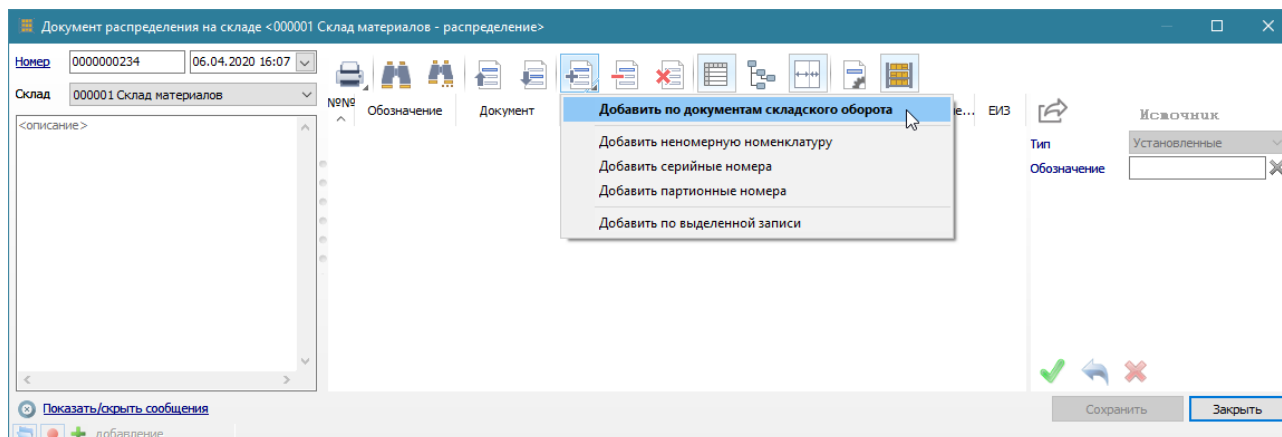 Документ распределения на складе <000001 Склад материалов - распределение>
Номер 0000000234 06.04.2020 16:07
Склад 000001 Склад материалов
<описание>
№№ Обозначение Документ ЕИЗ
Добавить по документам складского оборота
Добавить неномерную номенклатуру
Добавить серийные номера
Добавить партионные номера
Добавить по выделенной записи
Источник
Тип Установленные
Обозначение
Показать/скрыть сообщения
Сохранить Закрыть
добавление